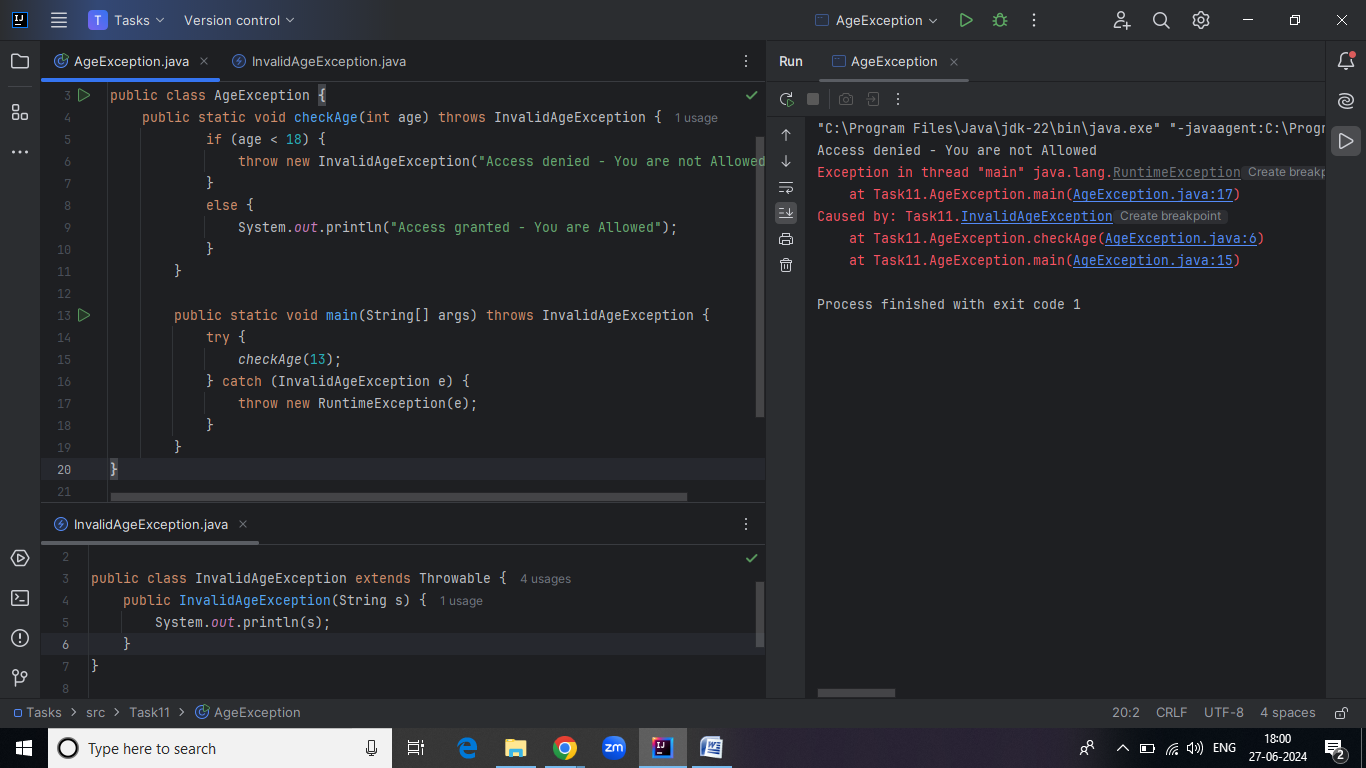 T Tasks Version control AgeException
AgeException.java InvalidAgeException.java
3 public class AgeException {
4 public static void checkAge(int age) throws InvalidAgeException { 1 usage
5 if (age < 18) {
6 throw new InvalidAgeException("Access denied - You are not Allowed
7 }
8 else {
9 System.out.println("Access granted - You are Allowed");
10 }
11 }
12
13 public static void main(String[] args) throws InvalidAgeException {
14 try {
15 checkAge(13);
16 } catch (InvalidAgeException e) {
17 throw new RuntimeException(e);
18 }
19 }
20 }
21
InvalidAgeException.java
2
3 public class InvalidAgeException extends Throwable { 4 usages
4 public InvalidAgeException(String s) { 1 usage
5 System.out.println(s);
6 }
7 }
8
Run AgeException
"C:\Program Files\Java\jdk-22\bin\java.exe" "-javaagent:C:\Progr
Access denied - You are not Allowed
Exception in thread "main" java.lang.RuntimeException Create breakp
at Task11.AgeException.main(AgeException.java:17)
Caused by: Task11.InvalidAgeException Create breakpoint
at Task11.AgeException.checkAge(AgeException.java:6)
at Task11.AgeException.main(AgeException.java:15)
Process finished with exit code 1
Tasks > src > Task11 > AgeException 20:2 CRLF UTF-8 4 spaces
Type here to search zm IJ W ENG 18:00
27-06-2024 2